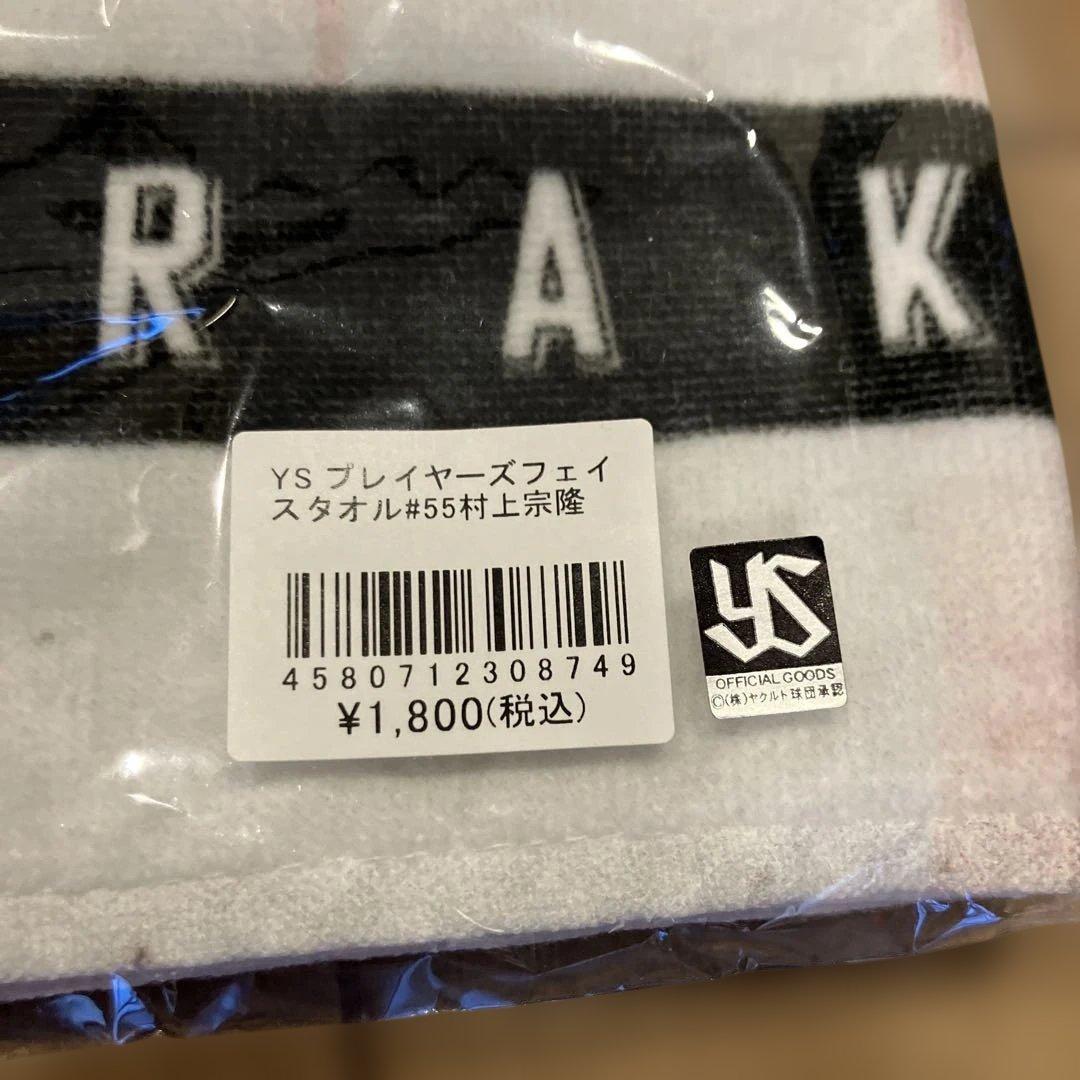 RAK
YS プレイヤーズフェイ
スタオル#55村上宗隆
4580712308749
¥1,800(税込)
YS
OFFICIAL GOODS
©(株)ヤクルト球団承認